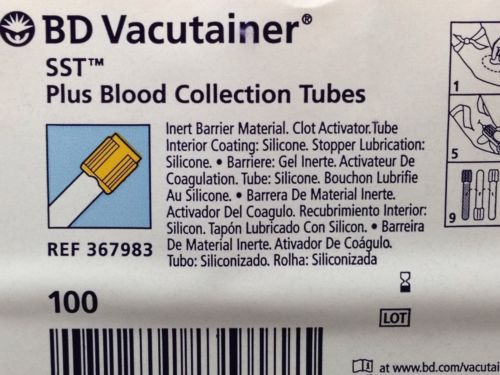 BD Vacutainer®
SST™
Plus Blood Collection Tubes
Inert Barrier Material. Clot Activator.Tube
Interior Coating: Silicone. Stopper Lubrication:
Silicone. • Barriere: Gel Inerte. Activateur De
Coagulation. Tube: Silicone. Bouchon Lubrifie
Au Silicone. • Barrera De Material Inerte.
Activador Del Coagulo. Recubrimiento Interior:
Silicon. Tapón Lubricado Con Silicon. • Barreira
De Material Inerte. Ativador De Coágulo.
Tubo: Siliconizado. Rolha: Siliconizada
REF 367983
100
LOT
at www.bd.com/vacutai
1
5
9